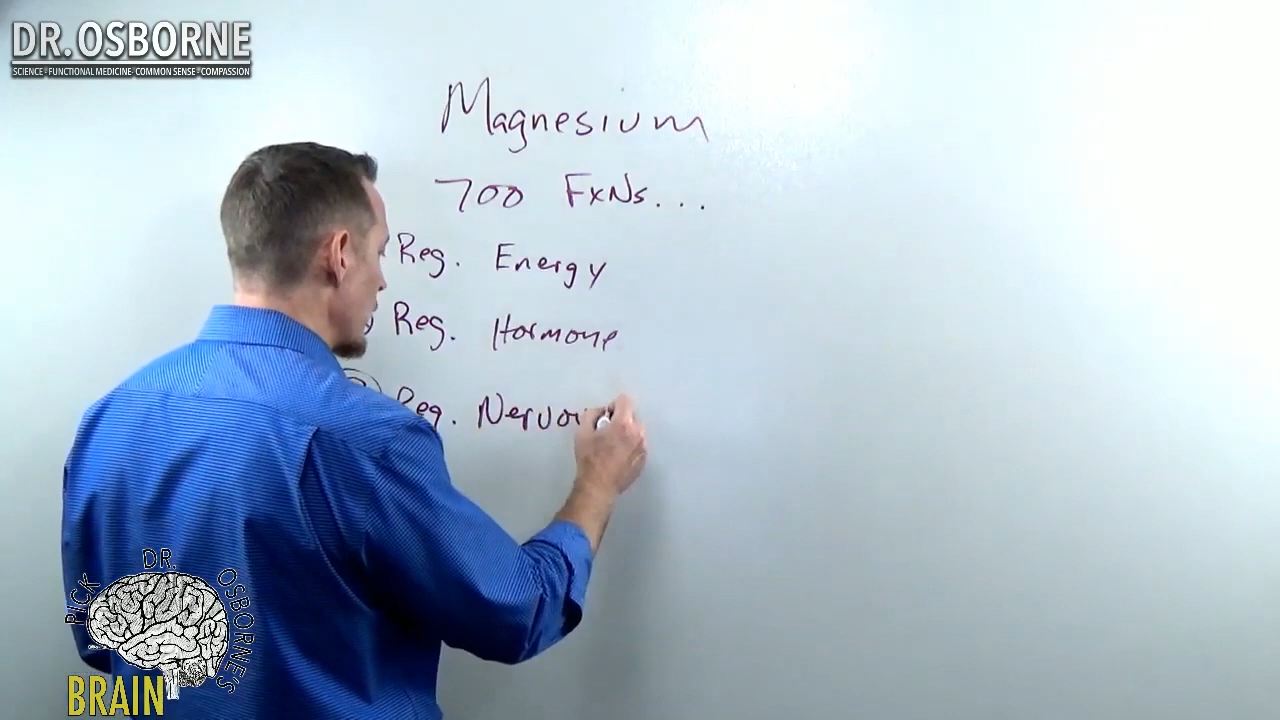 DR. OSBORNE
SCIENCE - FUNCTIONAL MEDICINE - COMMON SENSE - COMPASSION
Magnesium
700 FxNs...
Reg. Energy
Reg. Hormone
Reg. Nervou
PICK DR. OSBORNE'S
BRAIN